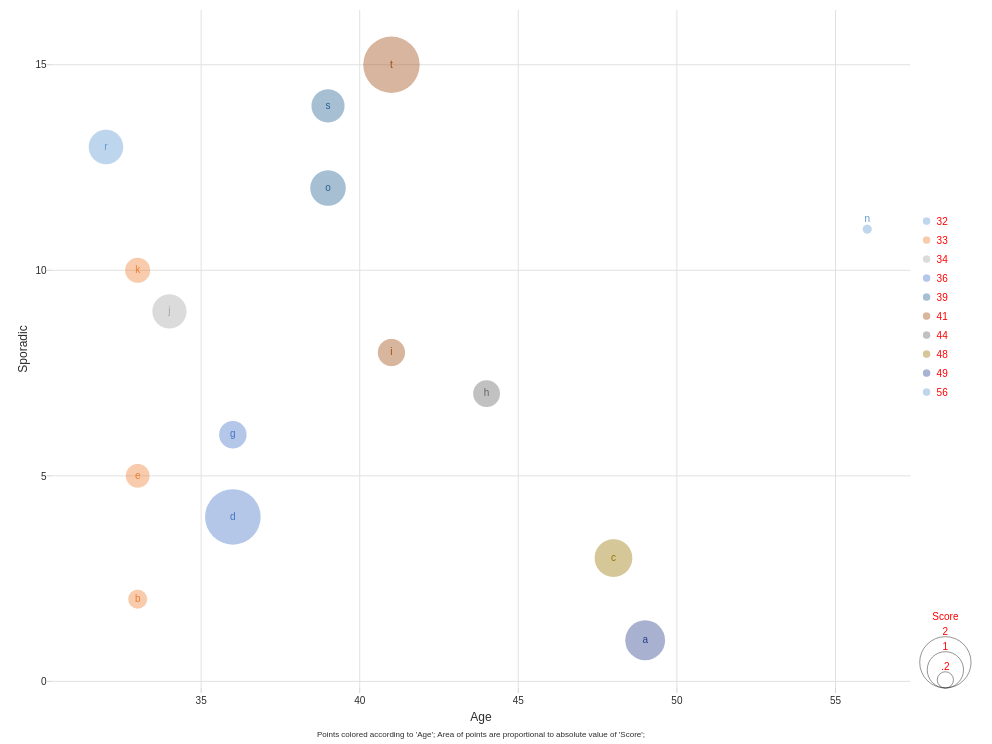 15
10
5
0
Sporadic
t
s
r
o
n
k
j
i
h
g
e
d
c
b
a
35
40
45
50
55
Age
Points colored according to 'Age'; Area of points are proportional to absolute value of 'Score';
32
33
34
36
39
41
44
48
49
56
Score
2
1
.2